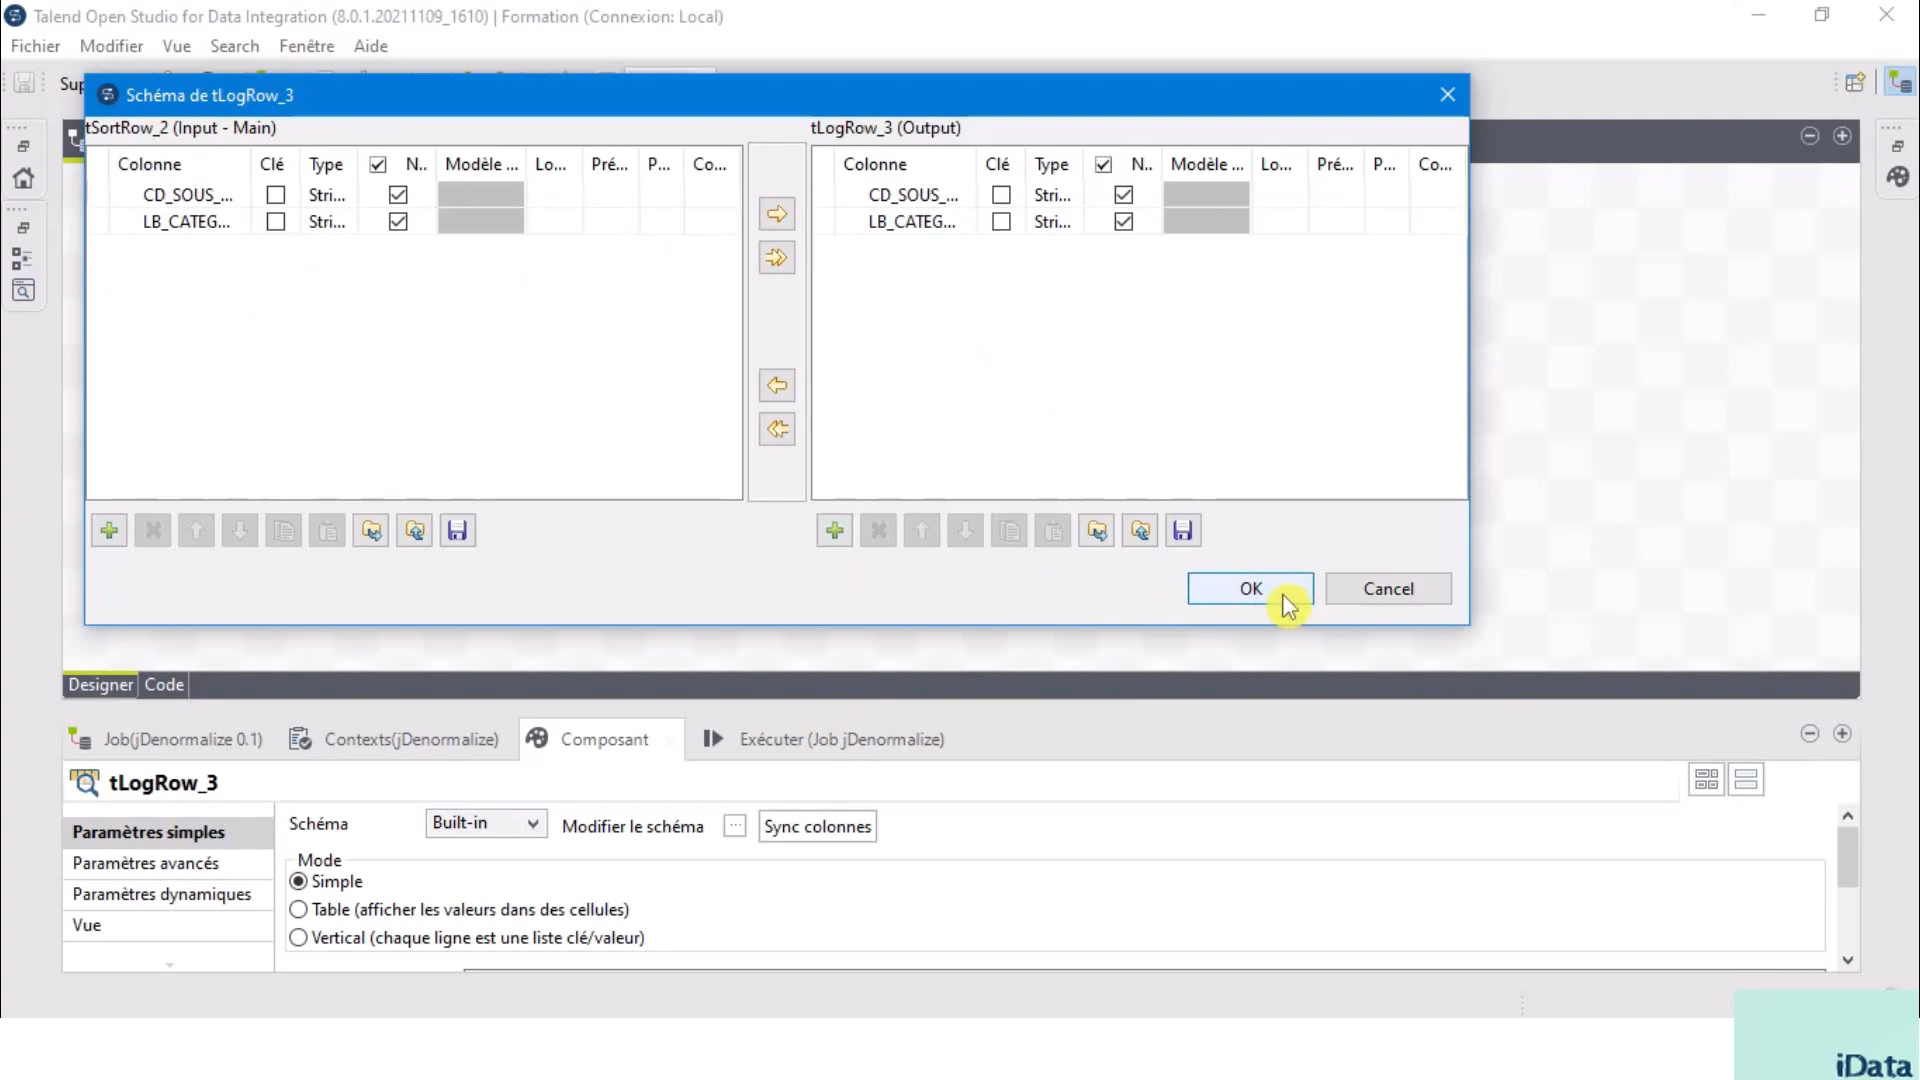 Talend Open Studio for Data Integration (8.0.1.20211109_1610) | Formation (Connexion: Local)
Fichier Modifier Vue Search Fenêtre Aide
Sup
Schéma de tLogRow_3
tSortRow_2 (Input - Main) tLogRow_3 (Output)
Colonne Clé Type N.. Modèle ... Lo... Pré... P... Co... Colonne Clé Type N.. Modèle ... Lo... Pré... P... Co...
CD_SOUS_... Stri... CD_SOUS_... Stri...
LB_CATEG... Stri... LB_CATEG... Stri...
OK Cancel
Designer Code
Job(jDenormalize 0.1) Contexts(jDenormalize) Composant Exécuter (Job jDenormalize)
tLogRow_3
Paramètres simples
Paramètres avancés
Paramètres dynamiques
Vue
Schéma Built-in Modifier le schéma ... Sync colonnes
Mode
Simple
Table (afficher les valeurs dans des cellules)
Vertical (chaque ligne est une liste clé/valeur)
iData